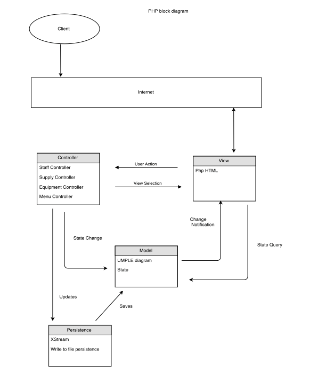 PHP block diagram
Client
Internet
Controller
Start Controller
Supply Controller
Equipment Controller
Menu Controller
User Action
View Selection
View
Php HTML
Change
Notification
State Change
State Query
Model
UMPLE diagram
State
Updates
Saves
Persistence
XStream
Write to file persistence